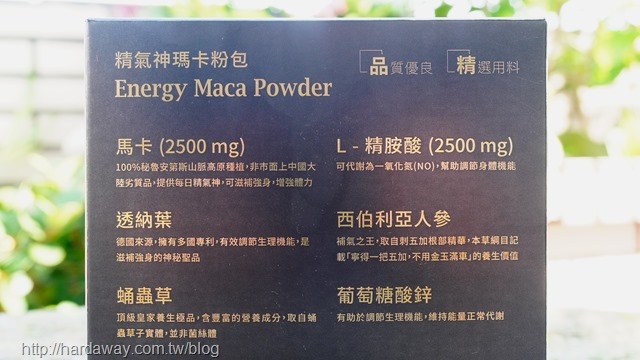 精氣神瑪卡粉包
Energy Maca Powder
品質優良
精選用料
馬卡 (2500 mg)
100%秘魯安第斯山脈高原種植,非市面上中國大
陸劣質品,提供每日精氣神,可滋補強身,增強體力
L - 精胺酸 (2500 mg)
可代謝為一氧化氮(NO),幫助調節身體機能
透納葉
德國來源,擁有多國專利,有效調節生理機能,是
滋補強身的神秘聖品
西伯利亞人參
補氣之王,取自刺五加根部精華,本草綱目記
載「寧得一把五加,不用金玉滿車」的養生價值
蛹蟲草
頂級皇家養生極品,含豐富的營養成分,取自蛹
蟲草子實體,並非菌絲體
葡萄糖酸鋅
有助於調節生理機能,維持能量正常代謝
http://hardaway.com.tw/blog